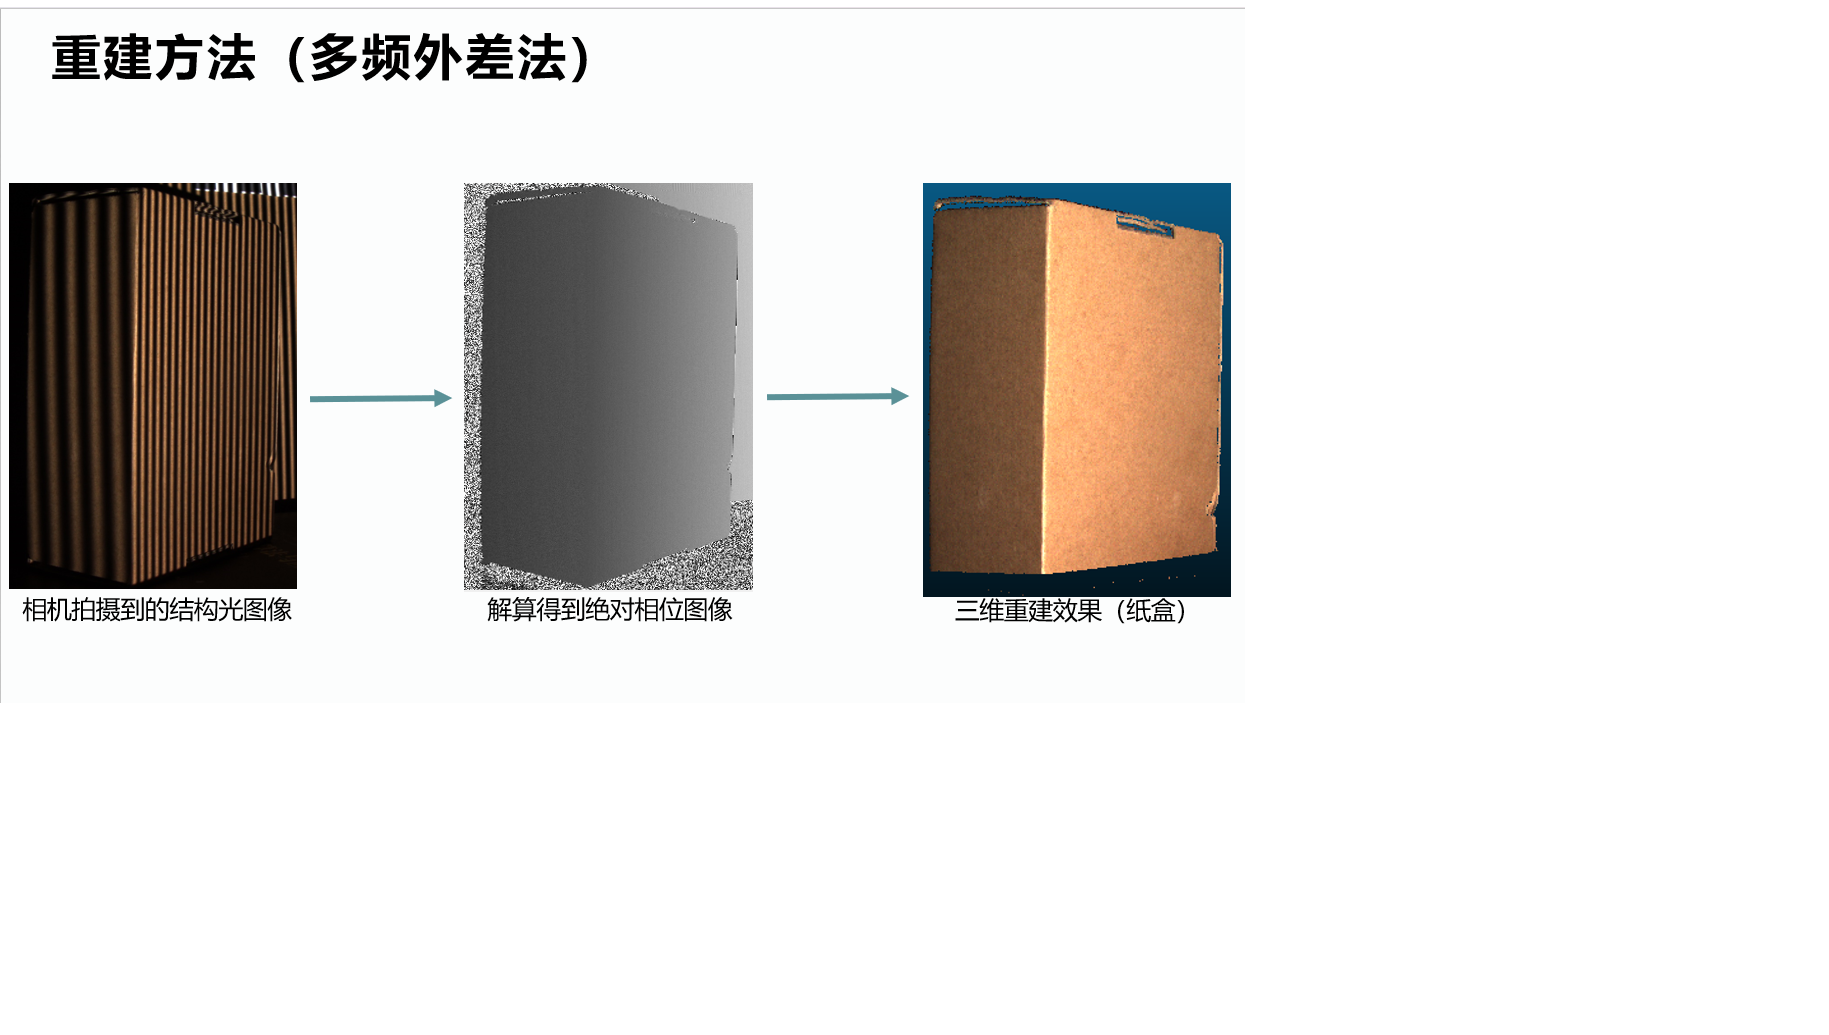 重建方法（多频外差法）
相机拍摄到的结构光图像
解算得到绝对相位图像
三维重建效果（纸盒）